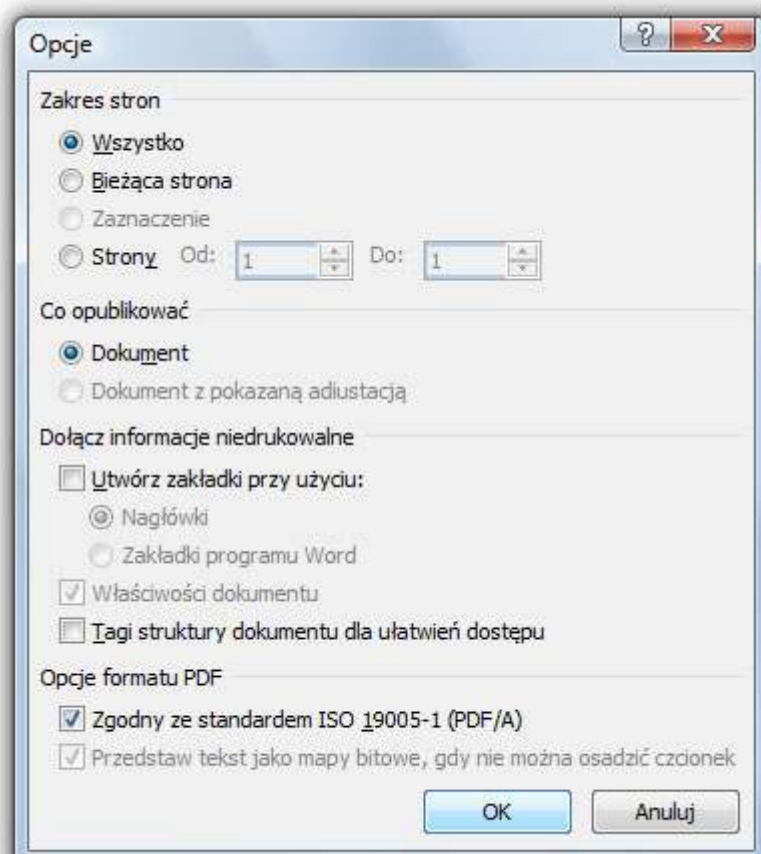 Opcje
Zakres stron
Wszystko
Bieżąca strona
Zaznaczenie
Strony Od: 1 Do: 1
Co opublikować
Dokument
Dokument z pokazaną adiustacją
Dołącz informacje niedrukowalne
Utwórz zakładki przy użyciu:
Nagłówki
Zakładki programu Word
Właściwości dokumentu
Tagi struktury dokumentu dla ułatwień dostępu
Opcje formatu PDF
Zgodny ze standardem ISO 19005-1 (PDF/A)
Przedstaw tekst jako mapy bitowe, gdy nie można osadzić czcionek
OK Anuluj